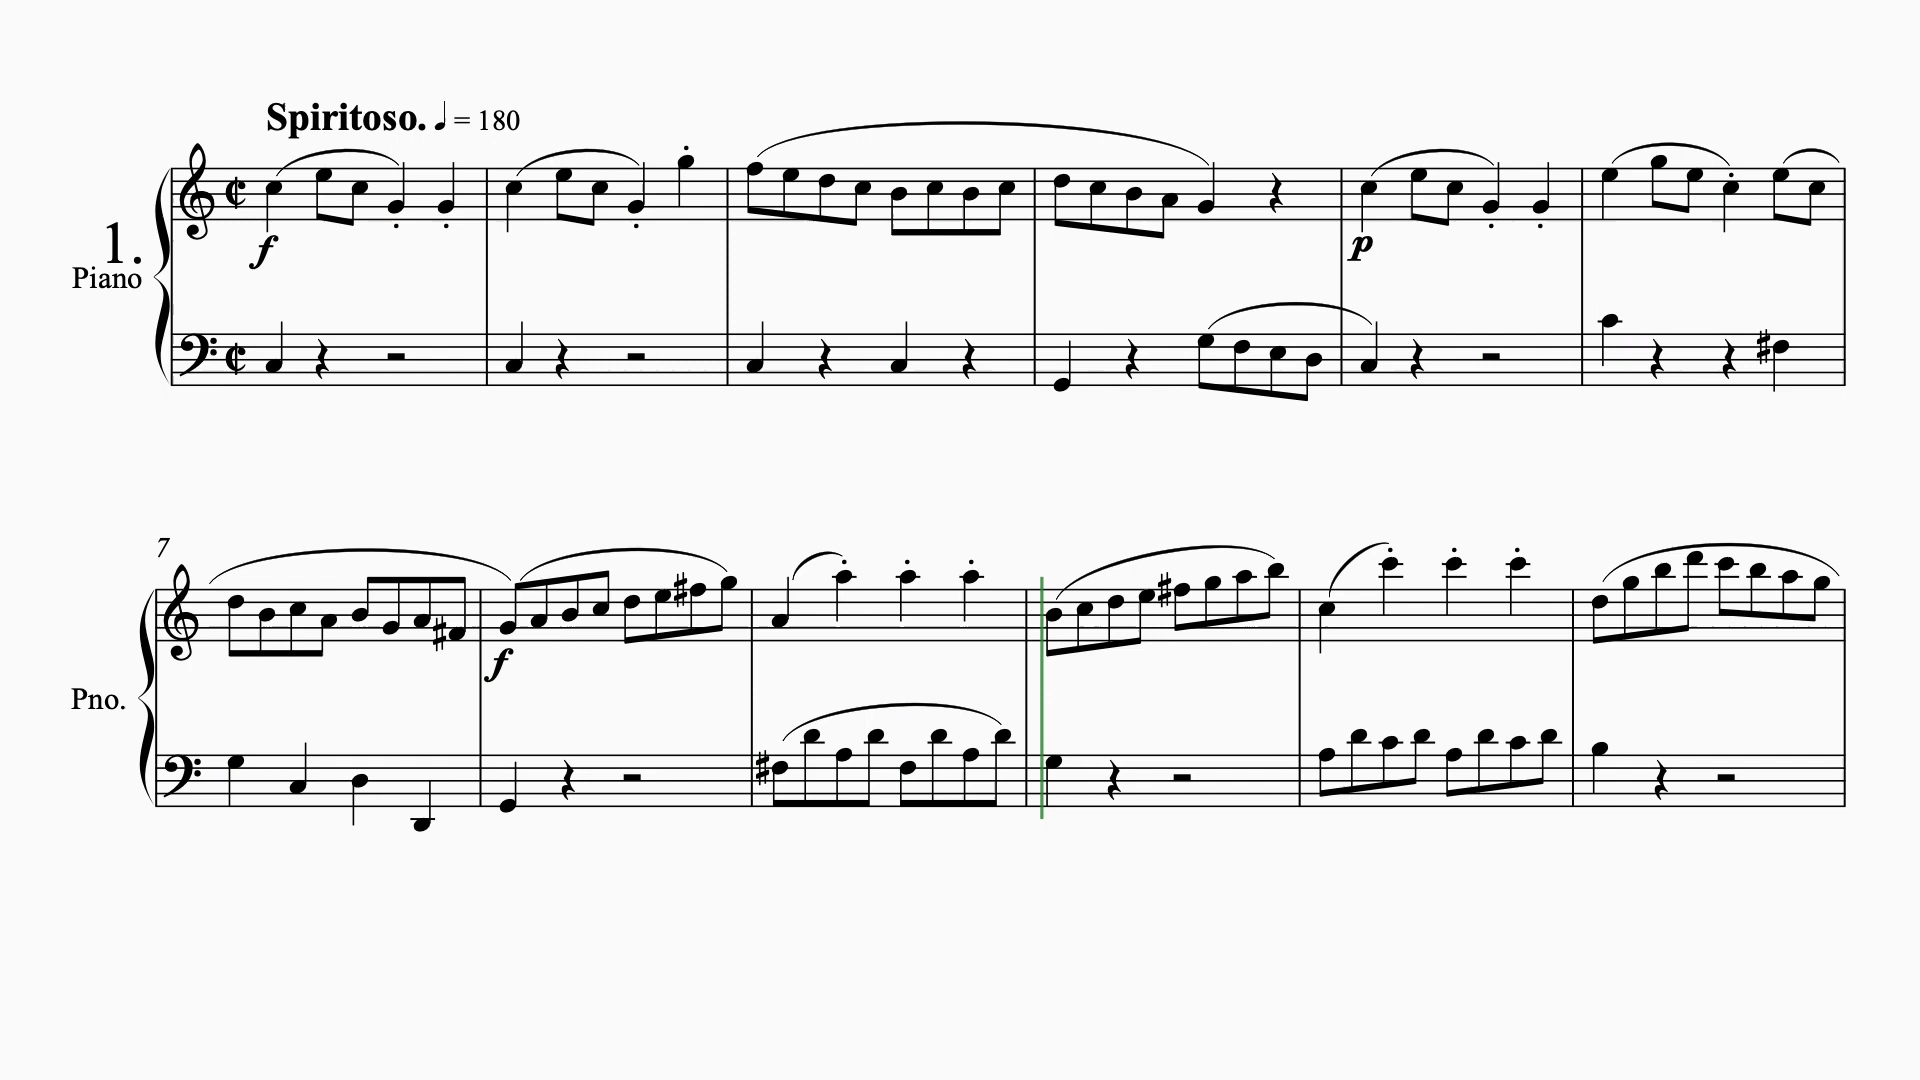 Spiritoso. ♩ = 180
1.
Piano
f
p
7
Pno.
f